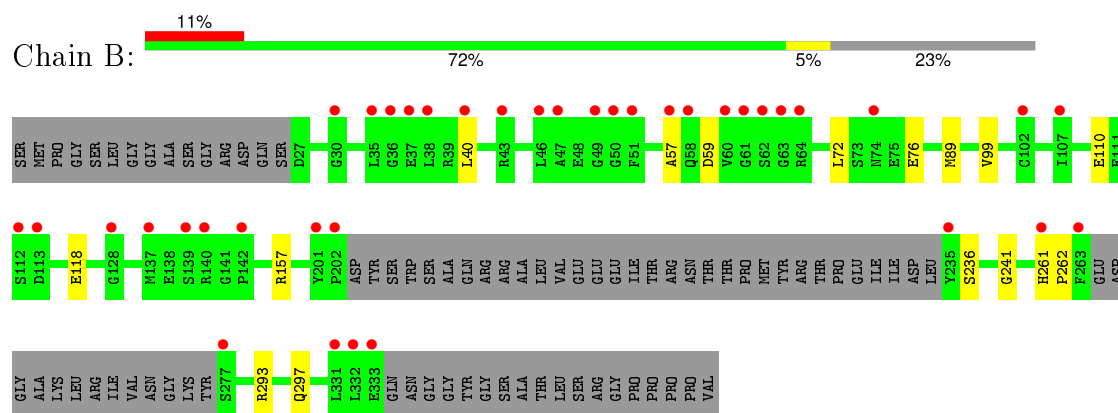 11%
Chain B:
72% 5% 23%
SER MET PRO GLY SER LEU GLY GLY ALA SER GLY ARG ASP GLN SER D27 G30 L35 G36 E37 L38 R39 L40 R43 L46 A47 E48 G49 G50 F51 A57 Q58 D59 Y60 G61 S62 G63 R64 L72 S73 N74 E75 E76 M89 V99 C102 I107 E110 E111
S112 D113 E118 G128 M137 E138 S139 R140 G141 P142 R157 Y201 P202 ASP TYR SER TRP SER ALA GLN ARG ARG ALA LEU VAL GLU GLU GLU ILE THR ARG ASN THR THR PRO MET TYR ARG THR PRO GLU ILE ILE ASP LEU Y235 S236 G241 H261 P262 F263 GLU ASP
GLY ALA LYS LEU ARG ILE VAL ASN GLY LYS TYR S277 R293 Q297 L331 L332 E333 GLN ASN GLY GLY TYR GLY SER ALA THR LEU SER ARG GLY PRO PRO PRO PRO VAL